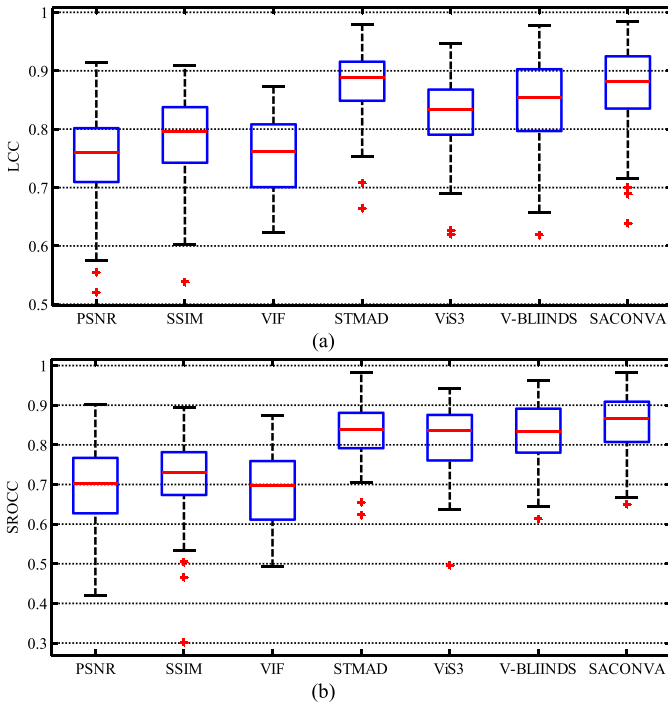 1
0.9
0.8
0.7
0.6
0.5
LCC
PSNR SSIM VIF STMAD ViS3 V-BLIINDS SACONVA
(a)
1
0.9
0.8
0.7
0.6
0.5
0.4
0.3
SROCC
PSNR SSIM VIF STMAD ViS3 V-BLIINDS SACONVA
(b)